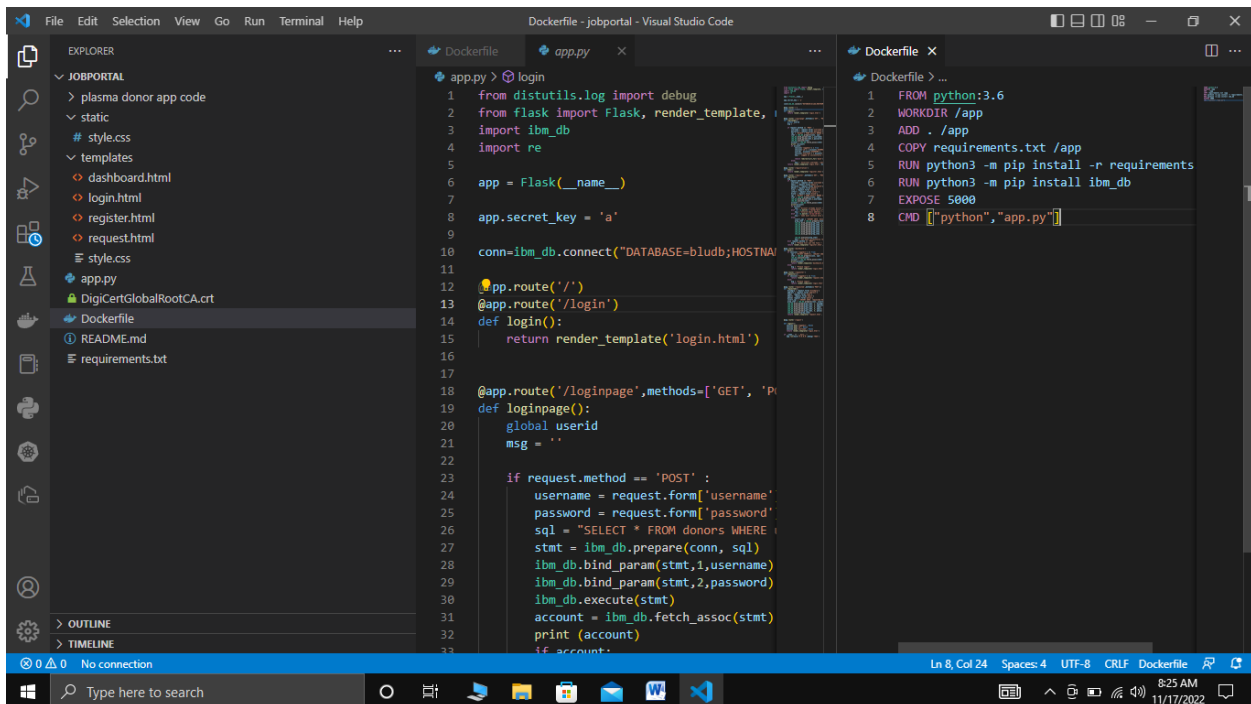 File Edit Selection View Go Run Terminal Help
Dockerfile - jobportal - Visual Studio Code
EXPLORER
JOBPORTAL
plasma donor app code
static
# style.css
templates
<> dashboard.html
<> login.html
<> register.html
<> request.html
style.css
app.py
DigiCertGlobalRootCA.crt
Dockerfile
README.md
requirements.txt
OUTLINE
TIMELINE
Dockerfile app.py
app.py > login
1 from distutils.log import debug
2 from flask import Flask, render_template,
3 import ibm_db
4 import re
5
6 app = Flask(__name__)
7
8 app.secret_key = 'a'
9
10 conn=ibm_db.connect("DATABASE=bludb;HOSTNA
11
12 @app.route('/')
13 @app.route('/login')
14 def login():
15 return render_template('login.html')
16
17
18 @app.route('/loginpage',methods=['GET', 'P
19 def loginpage():
20 global userid
21 msg = ''
22
23 if request.method == 'POST' :
24 username = request.form['username'
25 password = request.form['password'
26 sql = "SELECT * FROM donors WHERE
27 stmt = ibm_db.prepare(conn, sql)
28 ibm_db.bind_param(stmt,1,username)
29 ibm_db.bind_param(stmt,2,password)
30 ibm_db.execute(stmt)
31 account = ibm_db.fetch_assoc(stmt)
32 print (account)
33 if account:
Dockerfile
Dockerfile > ...
1 FROM python:3.6
2 WORKDIR /app
3 ADD . /app
4 COPY requirements.txt /app
5 RUN python3 -m pip install -r requirements
6 RUN python3 -m pip install ibm_db
7 EXPOSE 5000
8 CMD ["python","app.py"]
0 0 No connection
Ln 8, Col 24 Spaces: 4 UTF-8 CRLF Dockerfile
Type here to search
8:25 AM
11/17/2022